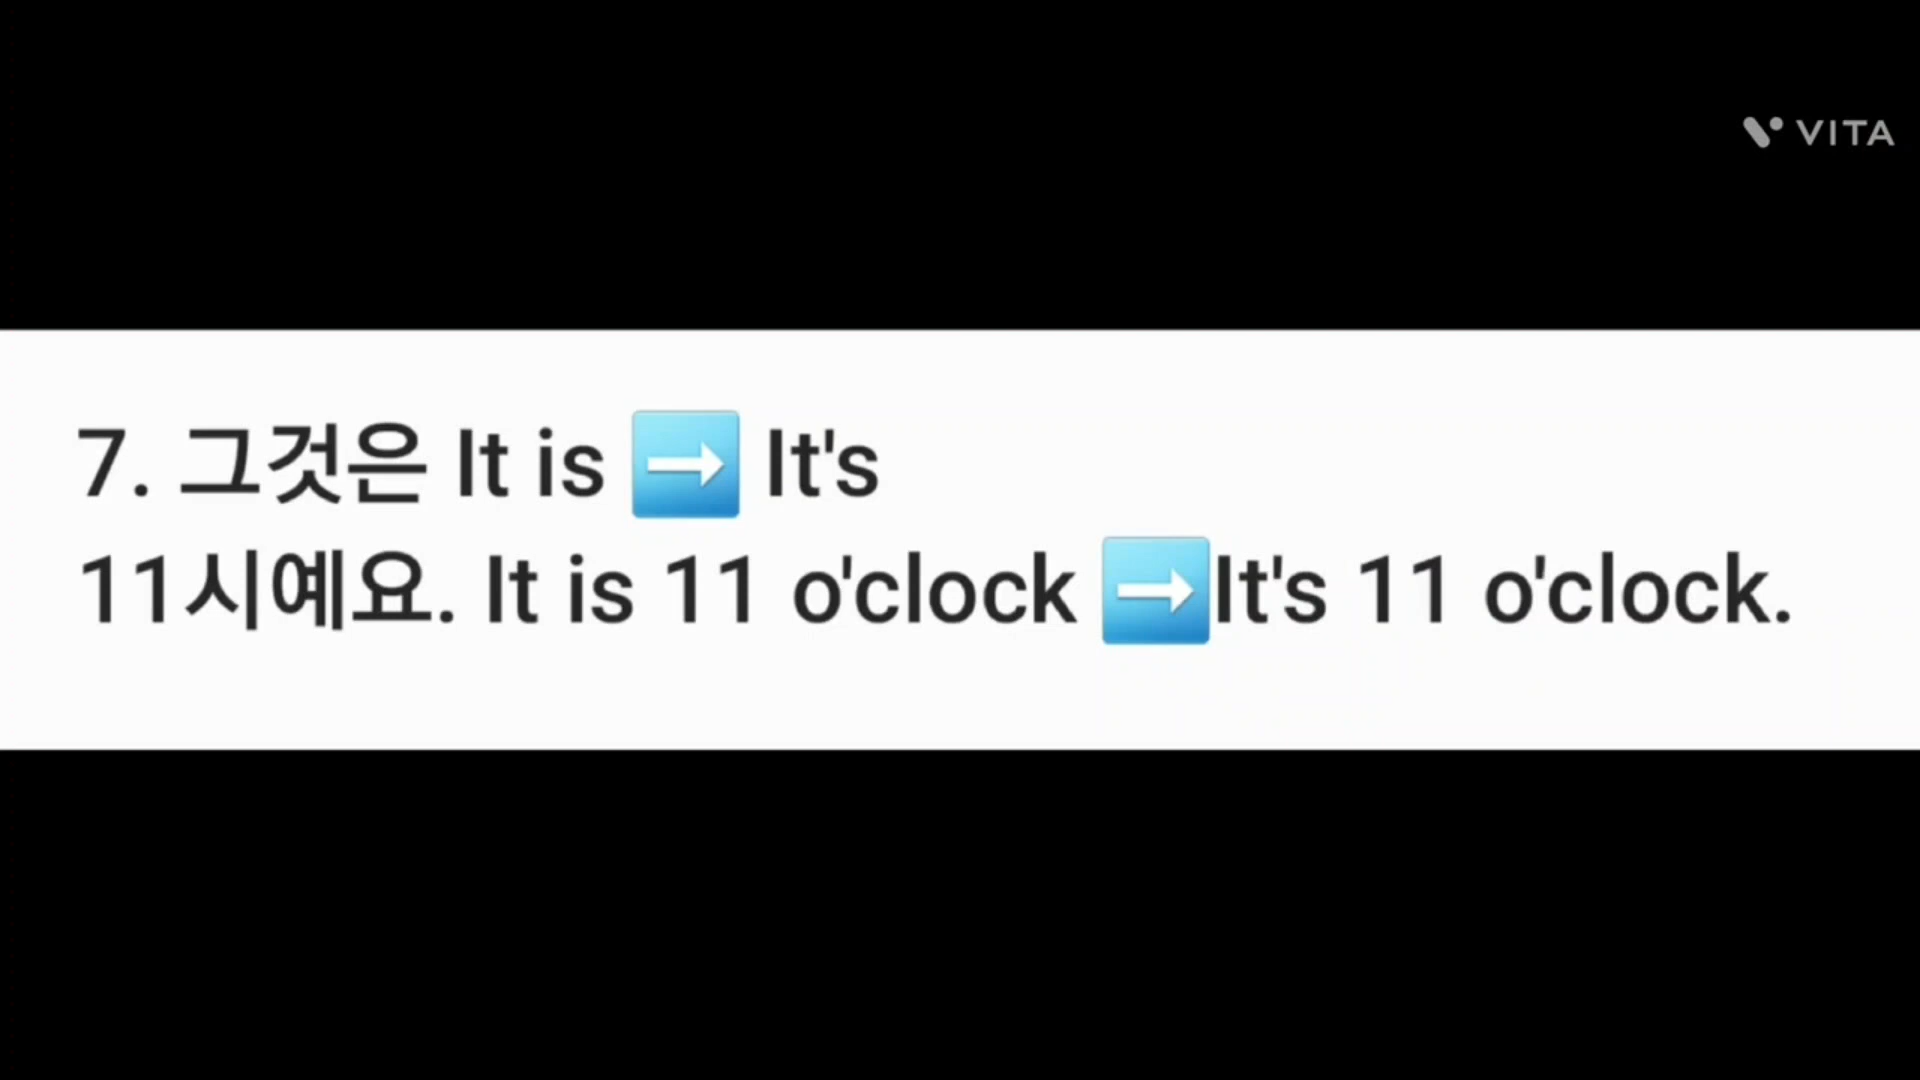 VITA
7. 그것은 It is ➡️ It's
11시예요. It is 11 o'clock ➡️It's 11 o'clock.